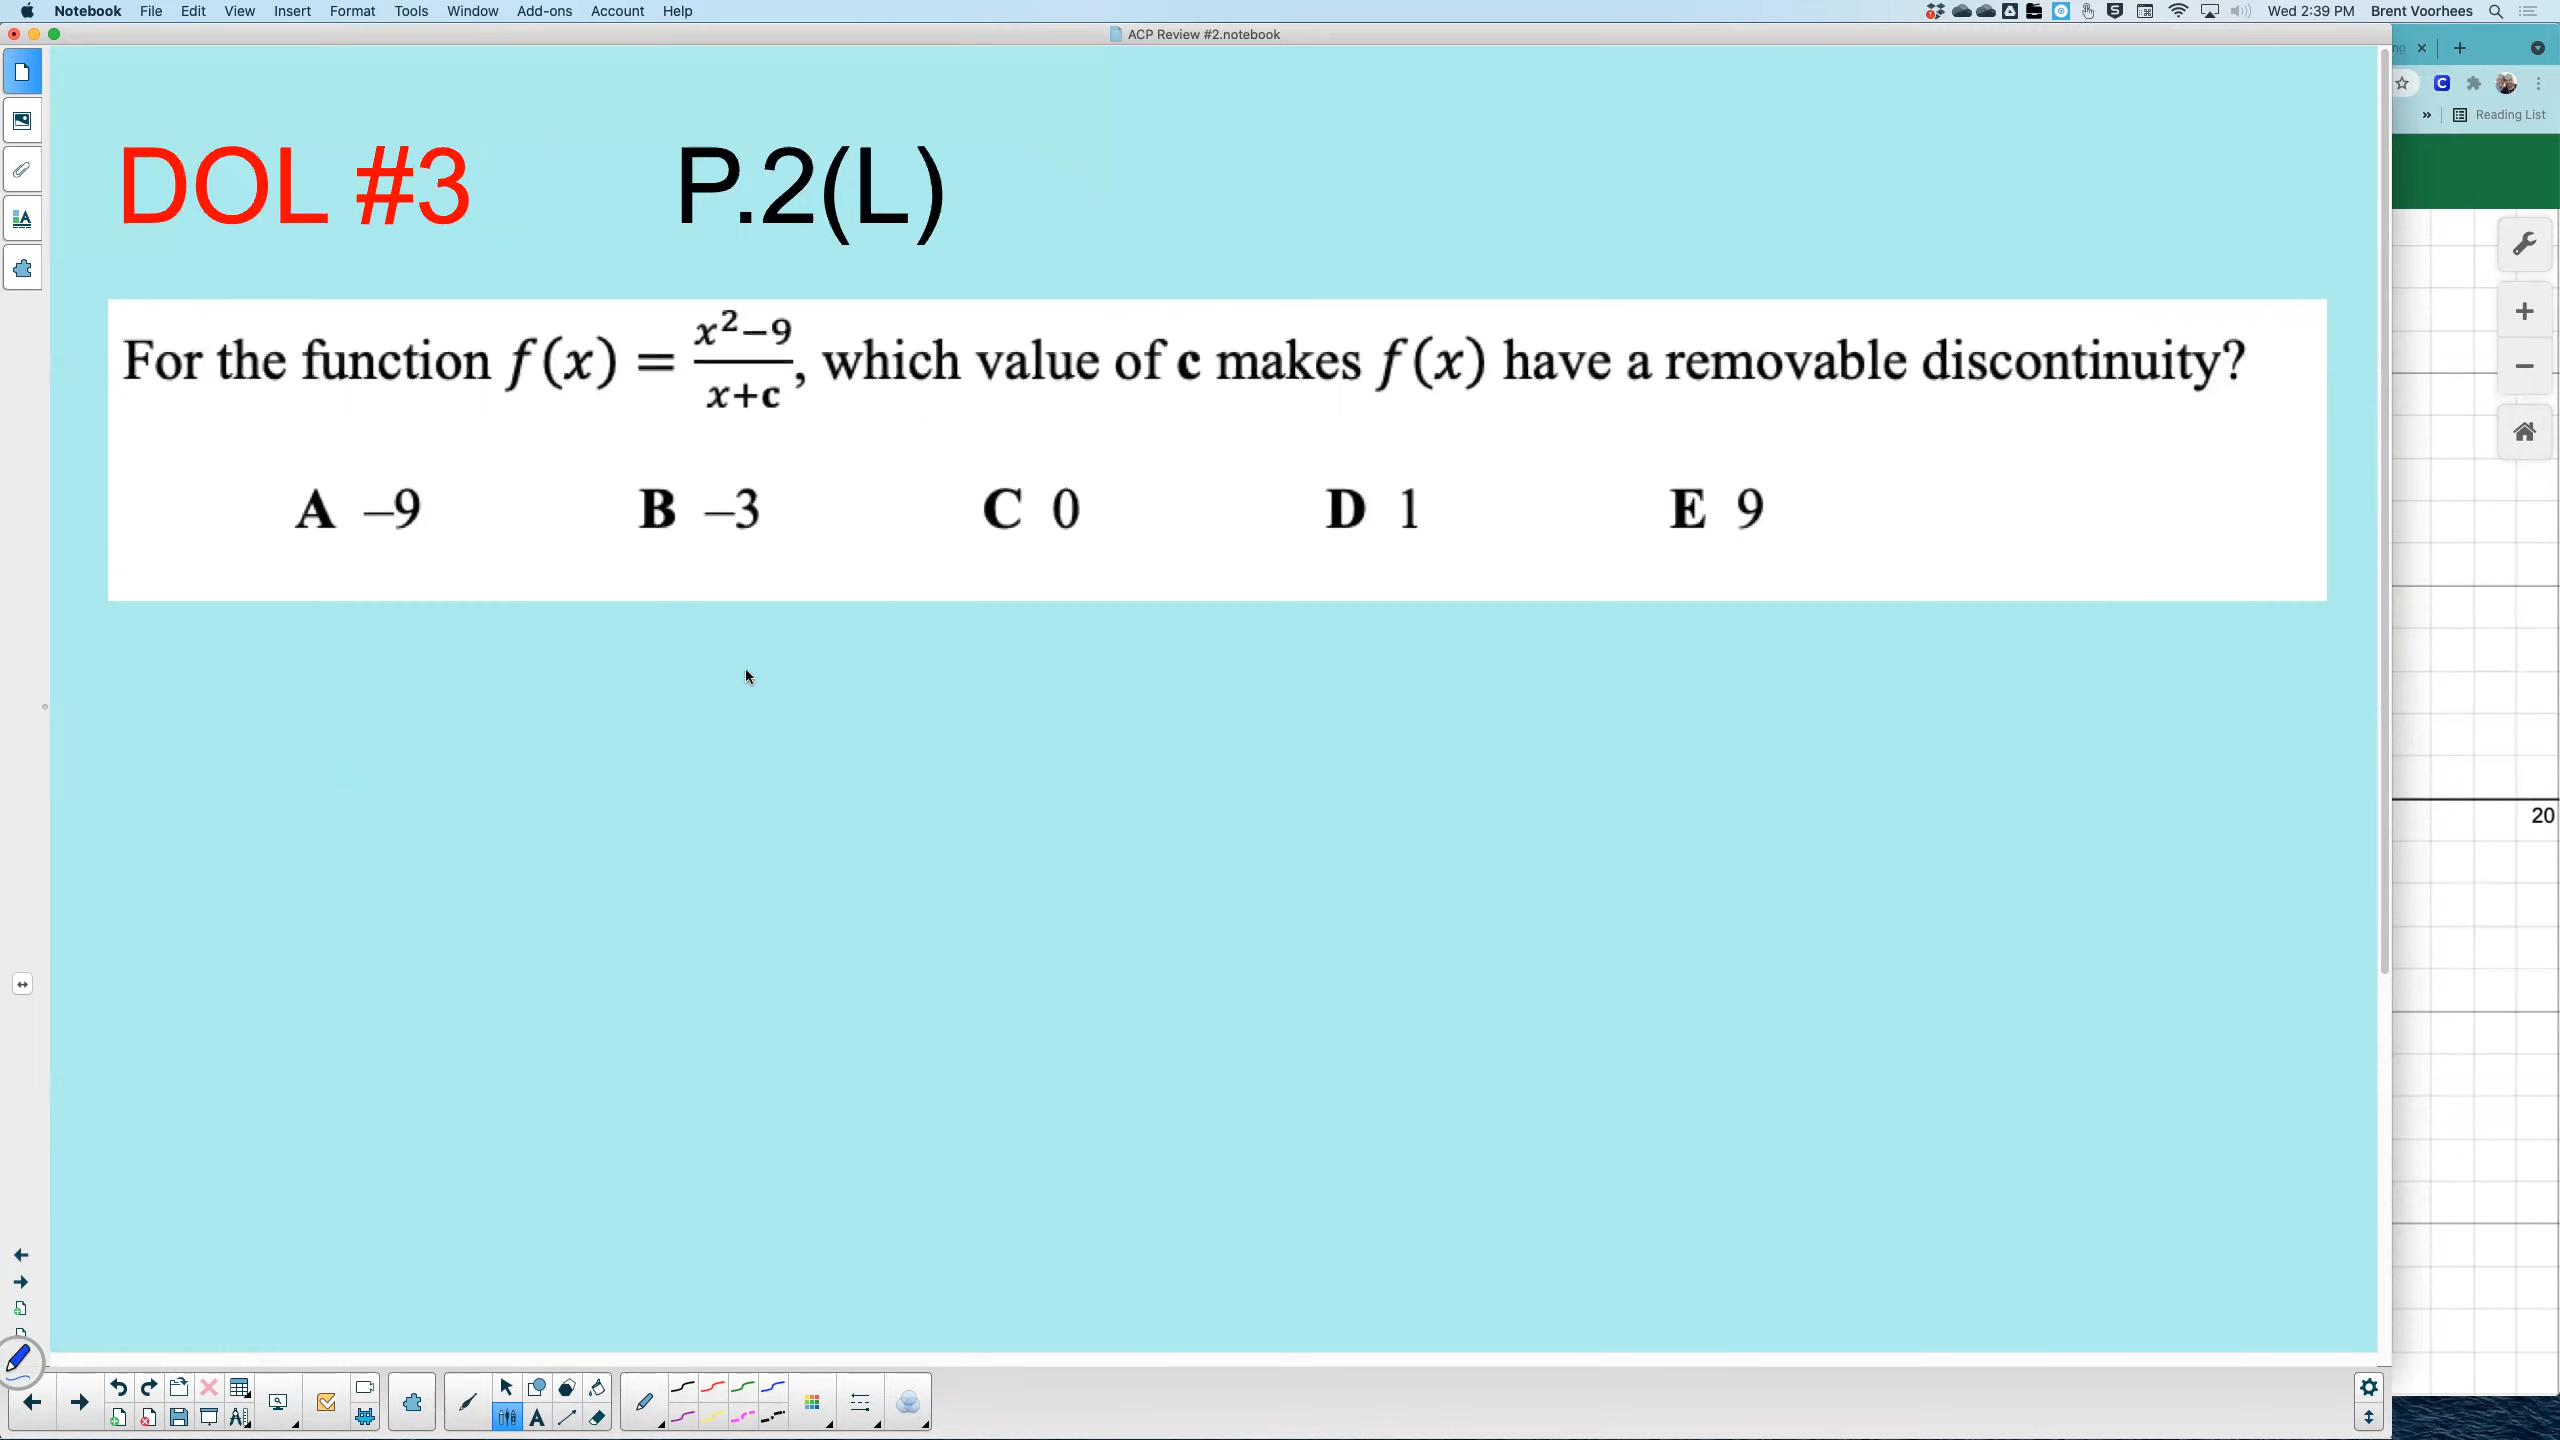 Notebook File Edit View Insert Format Tools Window Add-ons Account Help Wed 2:39 PM Brent Voorhees
ACP Review #2.notebook
Reading List
DOL #3 P.2(L)
For the function f(x) = (x²−9)/(x+c), which value of c makes f(x) have a removable discontinuity?
A –9 B –3 C 0 D 1 E 9
20